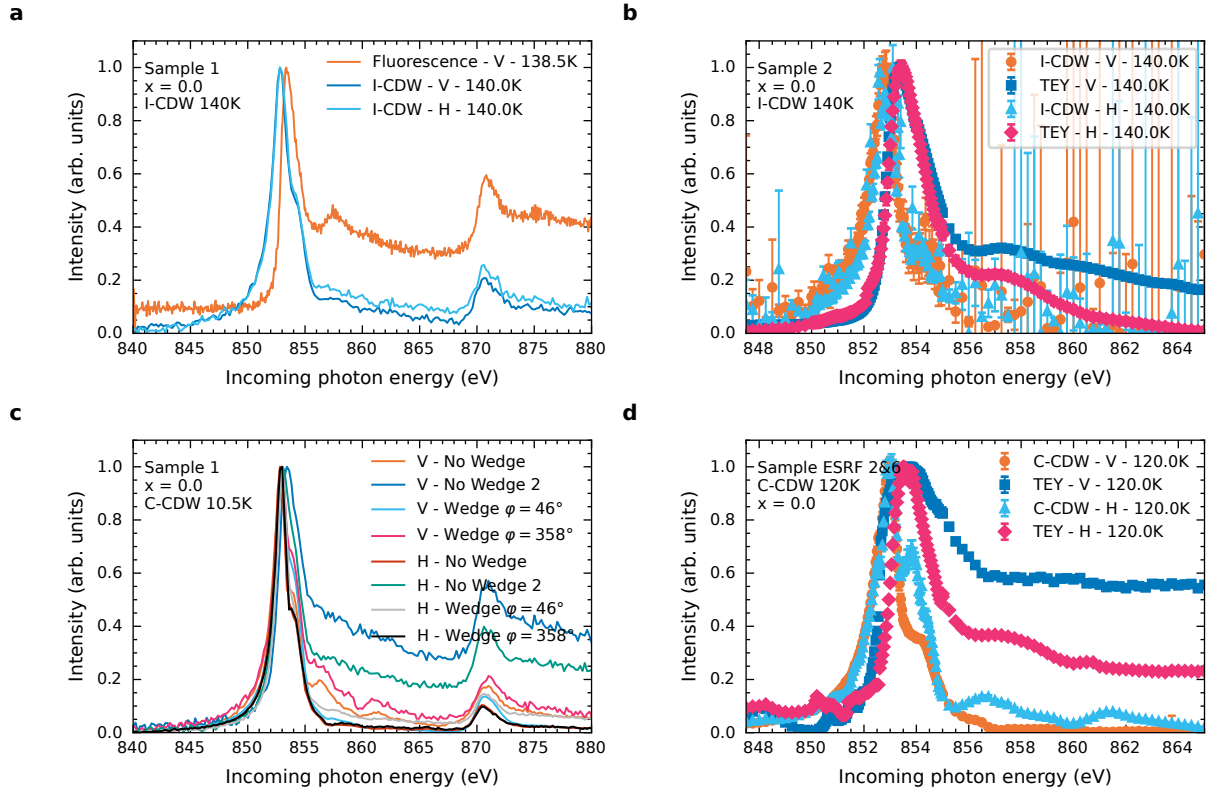 a
Sample 1
x = 0.0
I-CDW 140K
Fluorescence - V - 138.5K
I-CDW - V - 140.0K
I-CDW - H - 140.0K
Intensity (arb. units)
1.0
0.8
0.6
0.4
0.2
0.0
840 845 850 855 860 865 870 875 880
Incoming photon energy (eV)
b
Sample 2
x = 0.0
I-CDW 140K
I-CDW - V - 140.0K
TEY - V - 140.0K
I-CDW - H - 140.0K
TEY - H - 140.0K
Intensity (arb. units)
1.0
0.8
0.6
0.4
0.2
0.0
848 850 852 854 856 858 860 862 864
Incoming photon energy (eV)
c
Sample 1
x = 0.0
C-CDW 10.5K
V - No Wedge
V - No Wedge 2
V - Wedge φ = 46°
V - Wedge φ = 358°
H - No Wedge
H - No Wedge 2
H - Wedge φ = 46°
H - Wedge φ = 358°
Intensity (arb. units)
1.0
0.8
0.6
0.4
0.2
0.0
840 845 850 855 860 865 870 875 880
Incoming photon energy (eV)
d
Sample ESRF 2&6
C-CDW 120K
x = 0.0
C-CDW - V - 120.0K
TEY - V - 120.0K
C-CDW - H - 120.0K
TEY - H - 120.0K
Intensity (arb. units)
1.0
0.8
0.6
0.4
0.2
0.0
848 850 852 854 856 858 860 862 864
Incoming photon energy (eV)